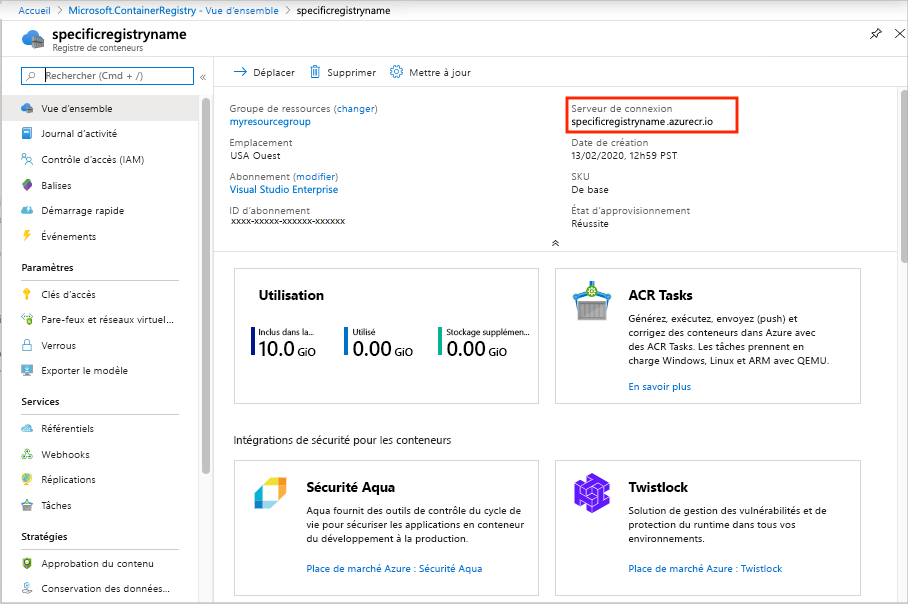 Accueil > Microsoft.ContainerRegistry - Vue d'ensemble > specificregistryname
specificregistryname
Registre de conteneurs
Rechercher (Cmd + /)
Vue d'ensemble
Journal d'activité
Contrôle d'accès (IAM)
Balises
Démarrage rapide
Événements
Paramètres
Clés d'accès
Pare-feux et réseaux virtuel...
Verrous
Exporter le modèle
Services
Référentiels
Webhooks
Réplications
Tâches
Stratégies
Approbation du contenu
Conservation des données...
Déplacer
Supprimer
Mettre à jour
Groupe de ressources (changer)
myresourcegroup
Emplacement
USA Ouest
Abonnement (modifier)
Visual Studio Enterprise
ID d'abonnement
xxxx-xxxxx-xxxxxx-xxxxxx
Serveur de connexion
specificregistryname.azurecr.io
Date de création
13/02/2020, 12h59 PST
SKU
De base
État d'approvisionnement
Réussite
Utilisation
Inclus dans la...
10.0 GiO
Utilisé
0.00 GiO
Stockage supplémen...
0.00 GiO
ACR Tasks
Générez, exécutez, envoyez (push) et
corrigez des conteneurs dans Azure avec
des ACR Tasks. Les tâches prennent en
charge Windows, Linux et ARM avec QEMU.
En savoir plus
Intégrations de sécurité pour les conteneurs
Sécurité Aqua
Aqua fournit des outils de contrôle du cycle de
vie pour sécuriser les applications en conteneur
du développement à la production.
Place de marché Azure : Sécurité Aqua
Twistlock
Solution de gestion des vulnérabilités et de
protection du runtime dans tous vos
environnements.
Place de marché Azure : Twistlock